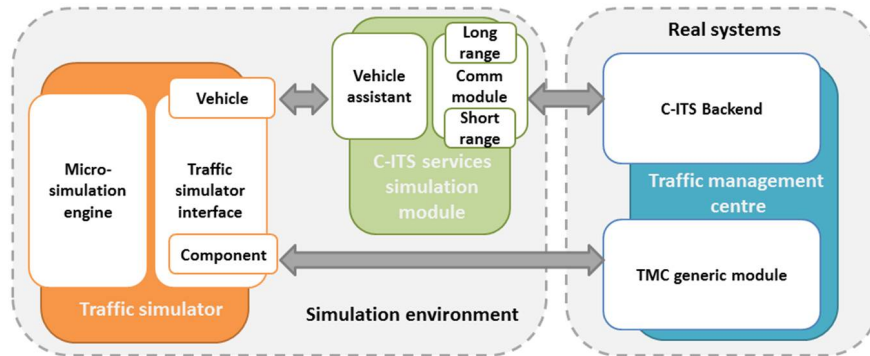 Long
range
Vehicle
assistant
Comm
module
Short
range
C-ITS services
simulation
module
Vehicle
Micro-
simulation
engine
Traffic
simulator
interface
Component
Traffic simulator
Simulation environment
Real systems
C-ITS Backend
Traffic management
centre
TMC generic module